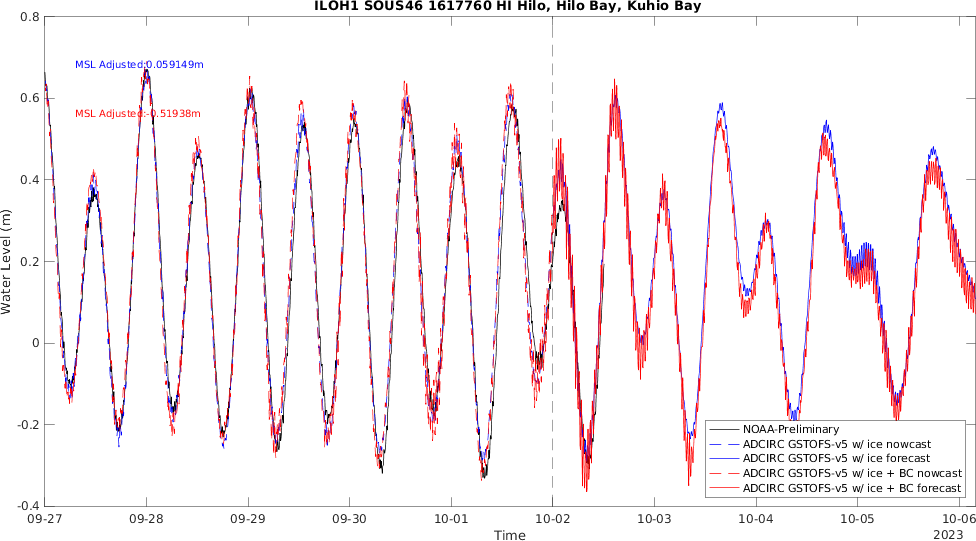 ILOH1 SOUS46 1617760 HI Hilo, Hilo Bay, Kuhio Bay
0.8
0.6
0.4
0.2
0
-0.2
-0.4
Water Level (m)
MSL Adjusted:0.059149m
MSL Adjusted:-0.51938m
NOAA-Preliminary
ADCIRC GSTOFS-v5 w/ ice nowcast
ADCIRC GSTOFS-v5 w/ ice forecast
ADCIRC GSTOFS-v5 w/ ice + BC nowcast
ADCIRC GSTOFS-v5 w/ ice + BC forecast
09-27 09-28 09-29 09-30 10-01 10-02 10-03 10-04 10-05 10-06
Time
2023